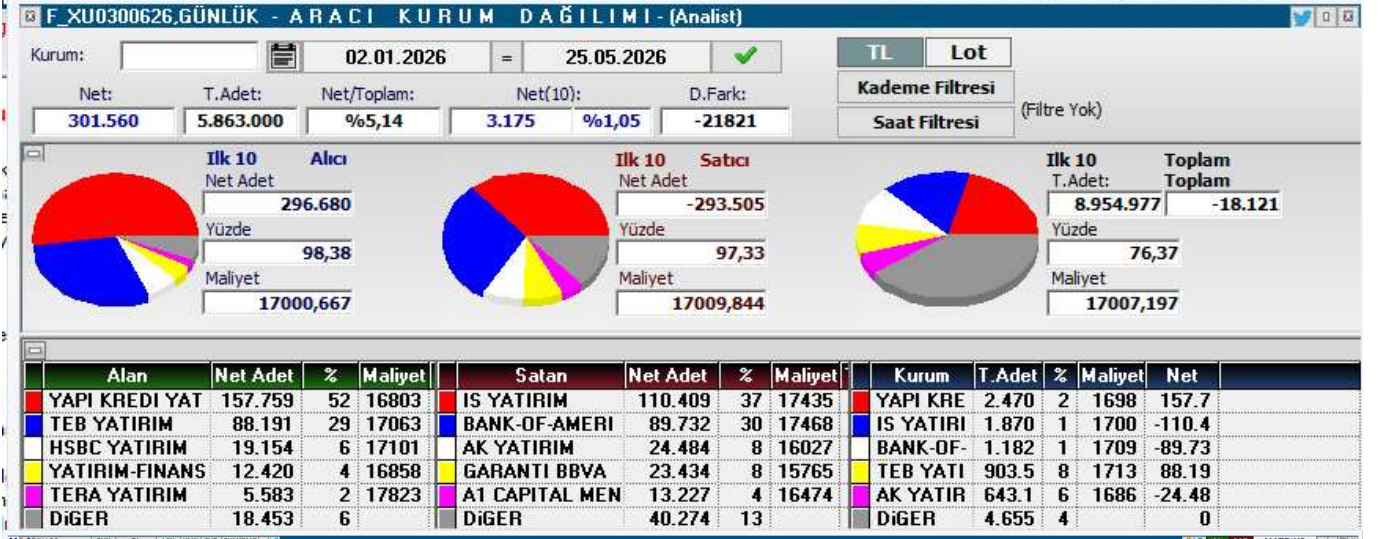 F_XU0300626,GÜNLÜK - ARACI KURUM DAĞILIMI-(Analist)
Kurum: 02.01.2026 = 25.05.2026 TL Lot
Net: T.Adet: Net/Toplam: Net(10): D.Fark: Kademe Filtresi
301.560 5.863.000 %5,14 3.175 %1,05 -21821 Saat Filtresi (Filtre Yok)
Ilk 10 Alıcı Ilk 10 Satıcı Ilk 10 Toplam
Net Adet Net Adet T.Adet: Toplam
296.680 -293.505 8.954.977 -18.121
Yüzde Yüzde Yüzde
98,38 97,33 76,37
Maliyet Maliyet Maliyet
17000,667 17009,844 17007,197
Alan Net Adet % Maliyet Satan Net Adet % Maliyet Kurum T.Adet % Maliyet Net
YAPI KREDI YAT 157.759 52 16803 IS YATIRIM 110.409 37 17435 YAPI KRE 2.470 2 1698 157.7
TEB YATIRIM 88.191 29 17063 BANK-OF-AMERI 89.732 30 17468 IS YATIRI 1.870 1 1700 -110.4
HSBC YATIRIM 19.154 6 17101 AK YATIRIM 24.484 8 16027 BANK-OF- 1.182 1 1709 -89.73
YATIRIM-FINANS 12.420 4 16858 GARANTI BBVA 23.434 8 15765 TEB YATI 903.5 8 1713 88.19
TERA YATIRIM 5.583 2 17823 A1 CAPITAL MEN 13.227 4 16474 AK YATIR 643.1 6 1686 -24.48
DiGER 18.453 6 DiGER 40.274 13 DiGER 4.655 4 0